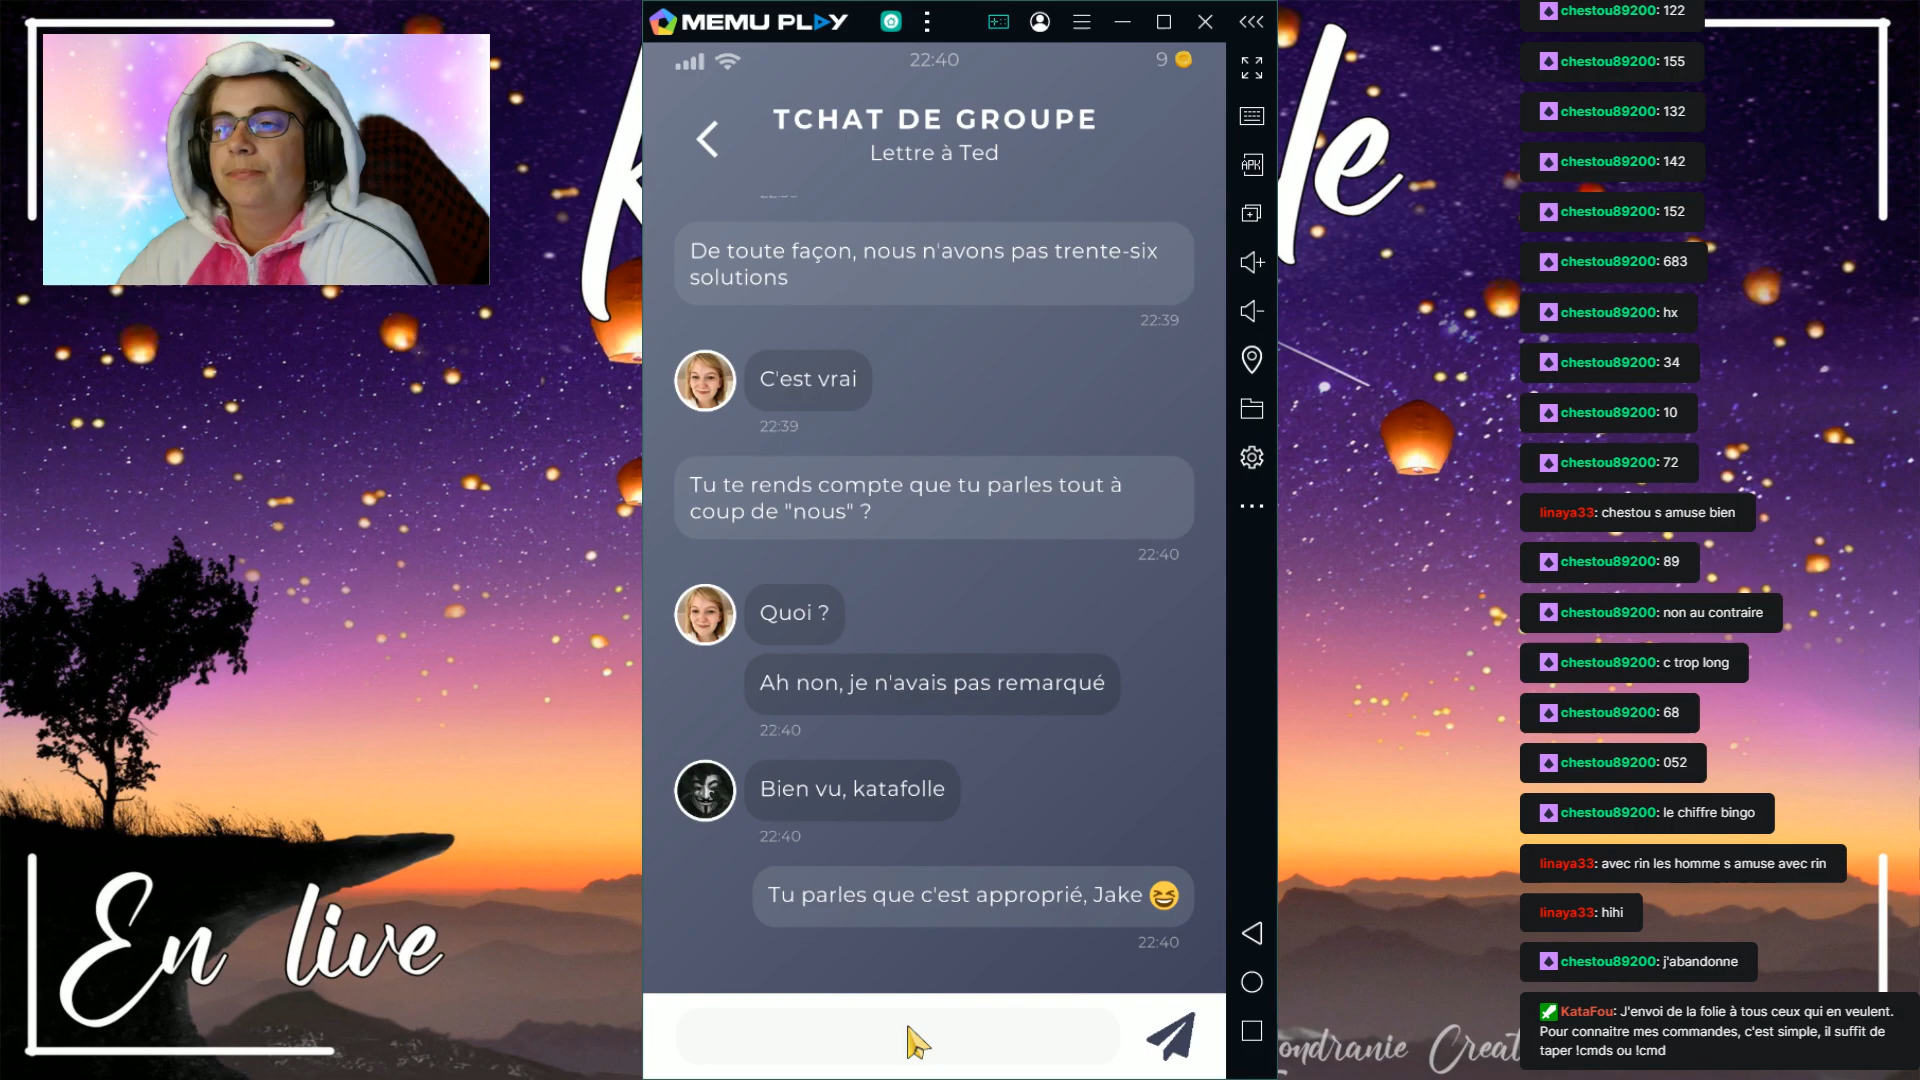 MEMU PLAY
22:40
9
TCHAT DE GROUPE
Lettre à Ted
De toute façon, nous n'avons pas trente-six
solutions
22:39
C'est vrai
22:39
Tu te rends compte que tu parles tout à
coup de "nous" ?
22:40
Quoi ?
Ah non, je n'avais pas remarqué
22:40
Bien vu, katafolle
22:40
Tu parles que c'est approprié, Jake 😆
22:40
APK
En live
chestou89200: 122
chestou89200: 155
chestou89200: 132
chestou89200: 142
chestou89200: 152
chestou89200: 683
chestou89200: hx
chestou89200: 34
chestou89200: 10
chestou89200: 72
linaya33: chestou s amuse bien
chestou89200: 89
chestou89200: non au contraire
chestou89200: c trop long
chestou89200: 68
chestou89200: 052
chestou89200: le chiffre bingo
linaya33: avec rin les homme s amuse avec rin
linaya33: hihi
chestou89200: j'abandonne
KataFou: J'envoi de la folie à tous ceux qui en veulent.
Pour connaitre mes commandes, c'est simple, il suffit de
taper !cmds ou !cmd